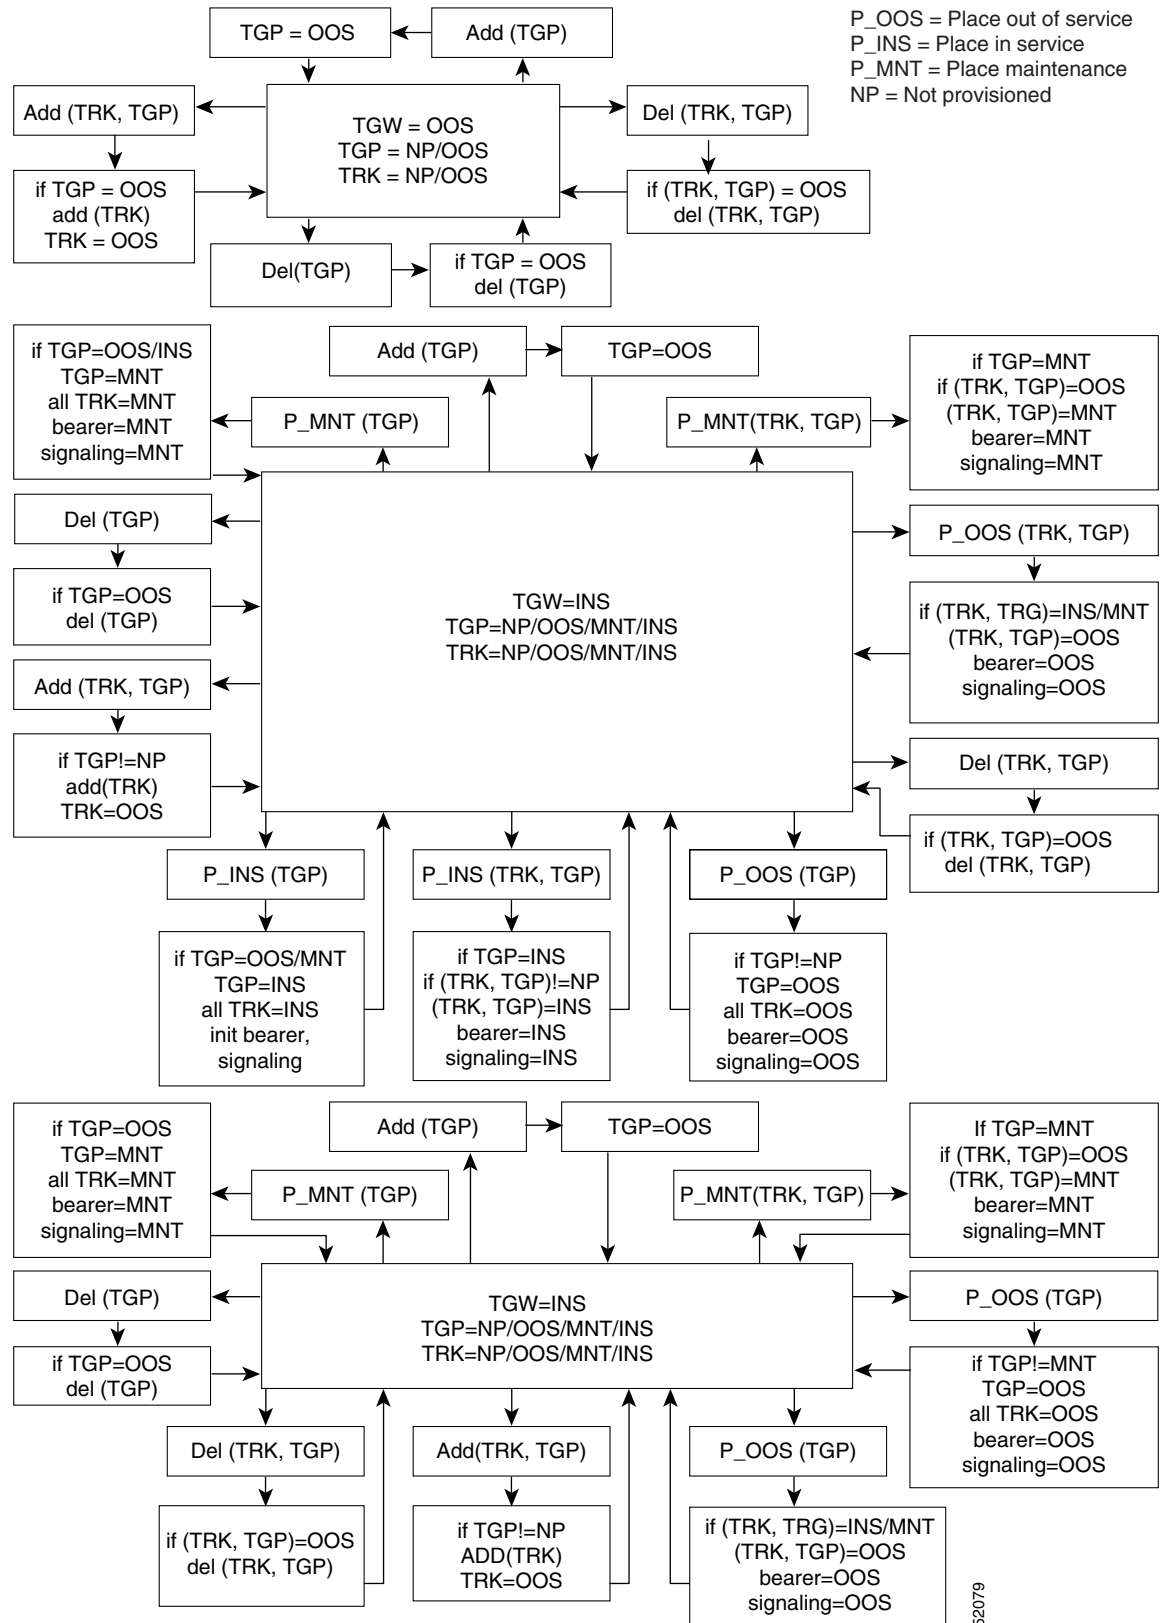 P_OOS = Place out of service
P_INS = Place in service
P_MNT = Place maintenance
NP = Not provisioned
TGP = OOS
Add (TGP)
Add (TRK, TGP)
TGW = OOS
TGP = NP/OOS
TRK = NP/OOS
Del (TRK, TGP)
if TGP = OOS
add (TRK)
TRK = OOS
if (TRK, TGP) = OOS
del (TRK, TGP)
Del(TGP)
if TGP = OOS
del (TGP)
if TGP=OOS/INS
TGP=MNT
all TRK=MNT
bearer=MNT
signaling=MNT
Add (TGP)
TGP=OOS
P_MNT (TGP)
P_MNT(TRK, TGP)
if TGP=MNT
if (TRK, TGP)=OOS
(TRK, TGP)=MNT
bearer=MNT
signaling=MNT
Del (TGP)
if TGP=OOS
del (TGP)
Add (TRK, TGP)
if TGP!=NP
add(TRK)
TRK=OOS
TGW=INS
TGP=NP/OOS/MNT/INS
TRK=NP/OOS/MNT/INS
P_OOS (TRK, TGP)
if (TRK, TRG)=INS/MNT
(TRK, TGP)=OOS
bearer=OOS
signaling=OOS
Del (TRK, TGP)
if (TRK, TGP)=OOS
del (TRK, TGP)
P_INS (TGP)
if TGP=OOS/MNT
TGP=INS
all TRK=INS
init bearer,
signaling
P_INS (TRK, TGP)
if TGP=INS
if (TRK, TGP)!=NP
(TRK, TGP)=INS
bearer=INS
signaling=INS
P_OOS (TGP)
if TGP!=NP
TGP=OOS
all TRK=OOS
bearer=OOS
signaling=OOS
if TGP=OOS
TGP=MNT
all TRK=MNT
bearer=MNT
signaling=MNT
Add (TGP)
TGP=OOS
P_MNT (TGP)
P_MNT(TRK, TGP)
If TGP=MNT
if (TRK, TGP)=OOS
(TRK, TGP)=MNT
bearer=MNT
signaling=MNT
Del (TGP)
if TGP=OOS
del (TGP)
TGW=INS
TGP=NP/OOS/MNT/INS
TRK=NP/OOS/MNT/INS
P_OOS (TGP)
if TGP!=MNT
TGP=OOS
all TRK=OOS
bearer=OOS
signaling=OOS
Del (TRK, TGP)
if (TRK, TGP)=OOS
del (TRK, TGP)
Add(TRK, TGP)
if TGP!=NP
ADD(TRK)
TRK=OOS
P_OOS (TGP)
if (TRK, TRG)=INS/MNT
(TRK, TGP)=OOS
bearer=OOS
signaling=OOS